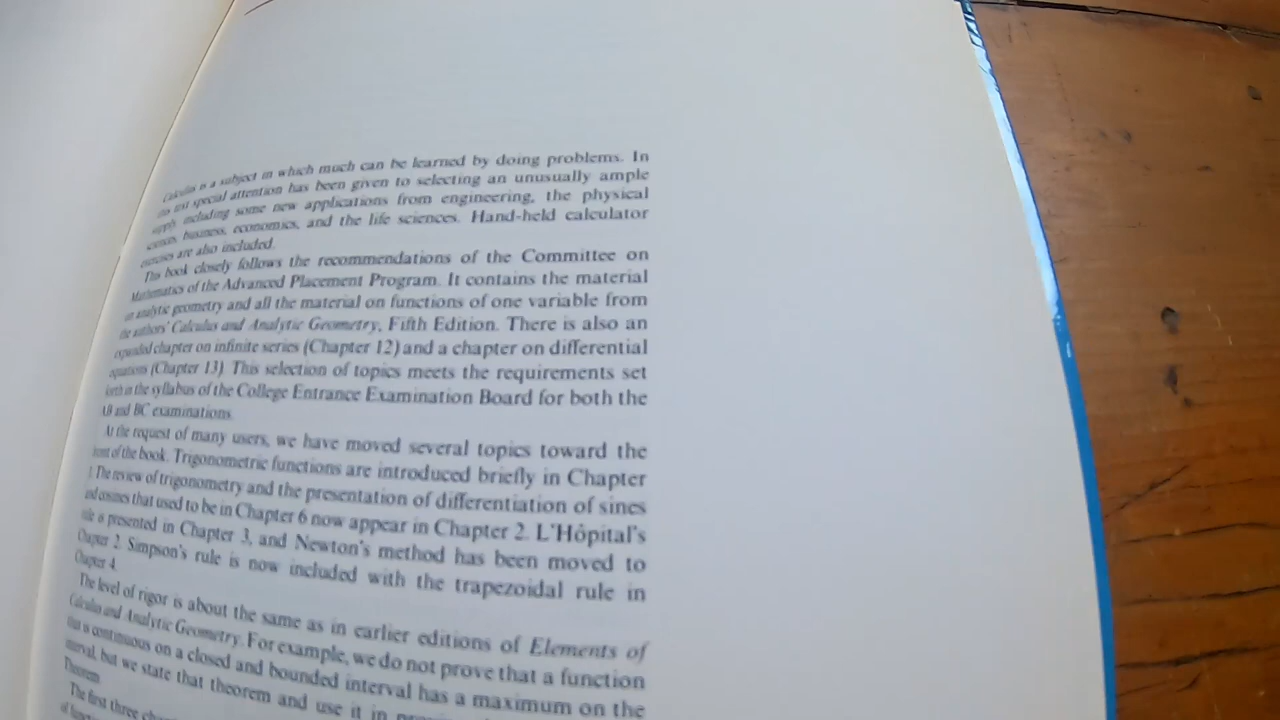 Calculus is a subject in which much can be learned by doing problems. In
this text special attention has been given to selecting an unusually ample
supply, including some new applications from engineering, the physical
sciences, business, economics, and the life sciences. Hand-held calculator
exercises are also included.
This book closely follows the recommendations of the Committee on
Mathematics of the Advanced Placement Program. It contains the material
on analytic geometry and all the material on functions of one variable from
the authors' Calculus and Analytic Geometry, Fifth Edition. There is also an
expanded chapter on infinite series (Chapter 12) and a chapter on differential
equations (Chapter 13). This selection of topics meets the requirements set
forth in the syllabus of the College Entrance Examination Board for both the
AB and BC examinations.
At the request of many users, we have moved several topics toward the
front of the book. Trigonometric functions are introduced briefly in Chapter
1. The review of trigonometry and the presentation of differentiation of sines
and cosines that used to be in Chapter 6 now appear in Chapter 2. L'Hôpital's
rule is presented in Chapter 3, and Newton's method has been moved to
Chapter 2. Simpson's rule is now included with the trapezoidal rule in
Chapter 4.
The level of rigor is about the same as in earlier editions of Elements of
Calculus and Analytic Geometry. For example, we do not prove that a function
that is continuous on a closed and bounded interval has a maximum on the
interval, but we state that theorem and use it in
Theorem.
The first three